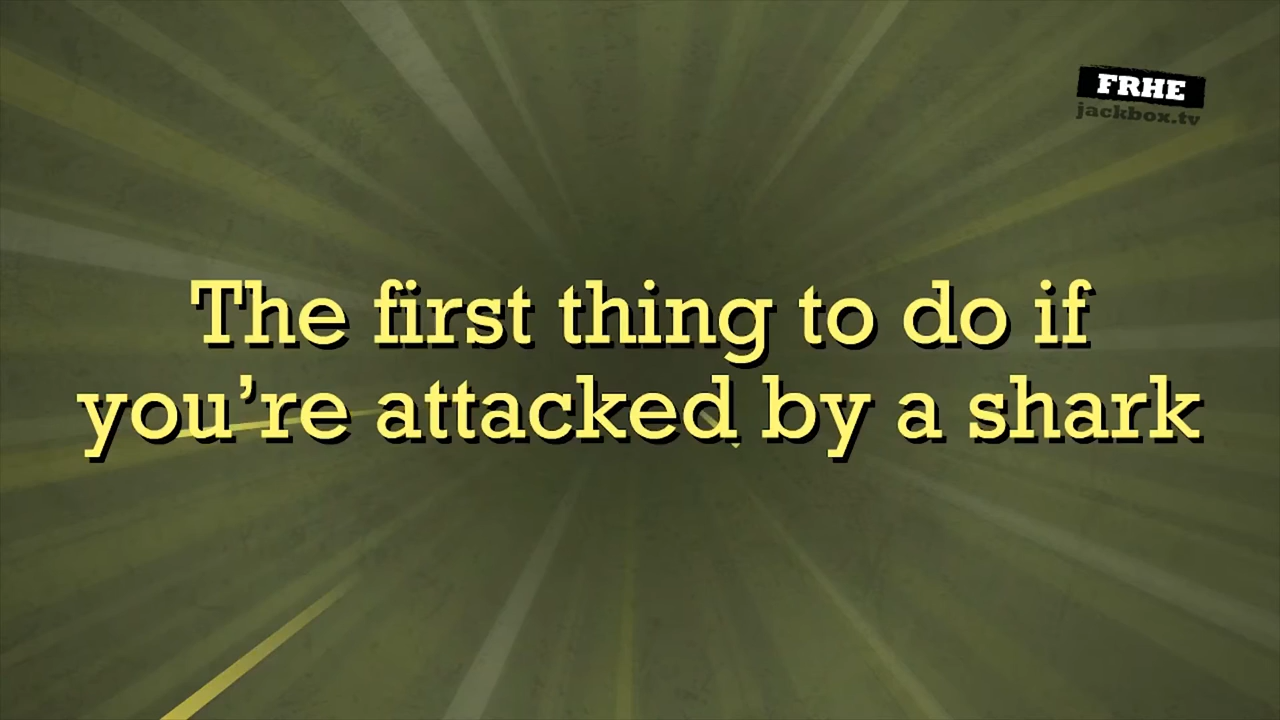 FRHE
jackbox.tv
The first thing to do if
you’re attacked by a shark